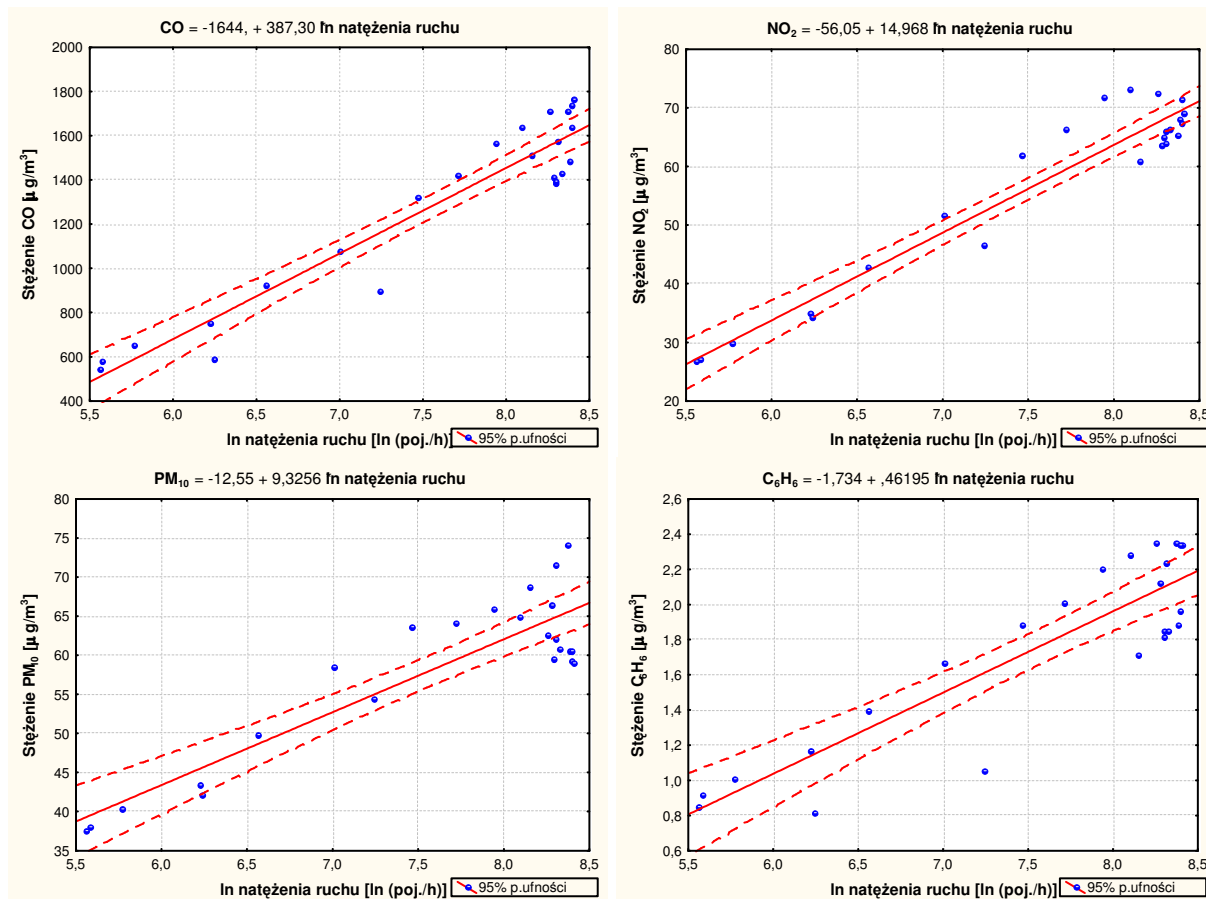 CO = -1644, + 387,30 ln natężenia ruchu
Stężenie CO [μ g/m³]
2000
1800
1600
1400
1200
1000
800
600
400
5,5 6,0 6,5 7,0 7,5 8,0 8,5
ln natężenia ruchu [ln (poj./h)]
95% p.ufności
NO₂ = -56,05 + 14,968 ln natężenia ruchu
Stężenie NO₂ [μ g/m³]
80
70
60
50
40
30
20
5,5 6,0 6,5 7,0 7,5 8,0 8,5
ln natężenia ruchu [ln (poj./h)]
95% p.ufności
PM₁₀ = -12,55 + 9,3256 ln natężenia ruchu
Stężenie PM₁₀ [μ g/m³]
80
75
70
65
60
55
50
45
40
35
5,5 6,0 6,5 7,0 7,5 8,0 8,5
ln natężenia ruchu [ln (poj./h)]
95% p.ufności
C₆H₆ = -1,734 + ,46195 ln natężenia ruchu
Stężenie C₆H₆ [μ g/m³]
2,6
2,4
2,2
2,0
1,8
1,6
1,4
1,2
1,0
0,8
0,6
5,5 6,0 6,5 7,0 7,5 8,0 8,5
ln natężenia ruchu [ln (poj./h)]
95% p.ufności